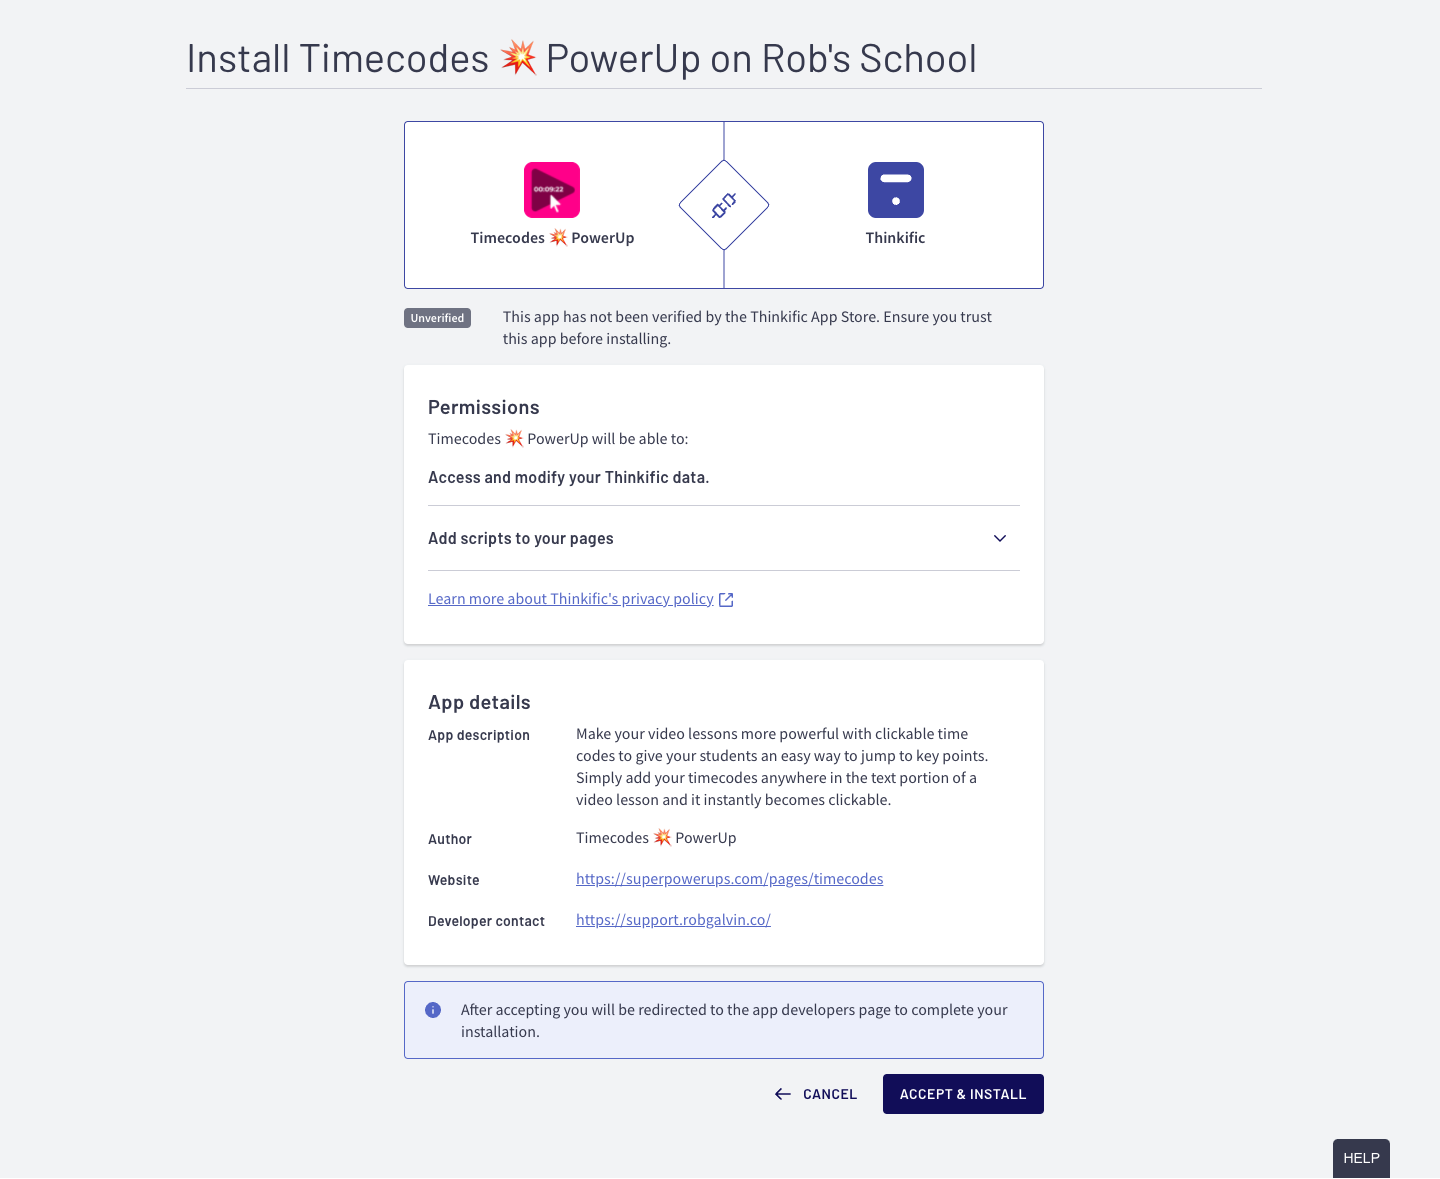 Install Timecodes 💥 PowerUp on Rob's School
00:09:22
Timecodes 💥 PowerUp
Thinkific
Unverified
This app has not been verified by the Thinkific App Store. Ensure you trust
this app before installing.
Permissions
Timecodes 💥 PowerUp will be able to:
Access and modify your Thinkific data.
Add scripts to your pages
Learn more about Thinkific's privacy policy
App details
App description
Make your video lessons more powerful with clickable time
codes to give your students an easy way to jump to key points.
Simply add your timecodes anywhere in the text portion of a
video lesson and it instantly becomes clickable.
Author
Timecodes 💥 PowerUp
Website
https://superpowerups.com/pages/timecodes
Developer contact
https://support.robgalvin.co/
After accepting you will be redirected to the app developers page to complete your
installation.
CANCEL
ACCEPT & INSTALL
HELP